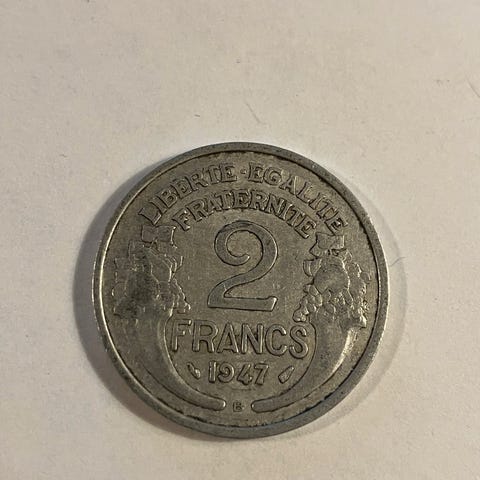 LIBERTE·EGALITE
FRATERNITE
2
FRANCS
1947
B